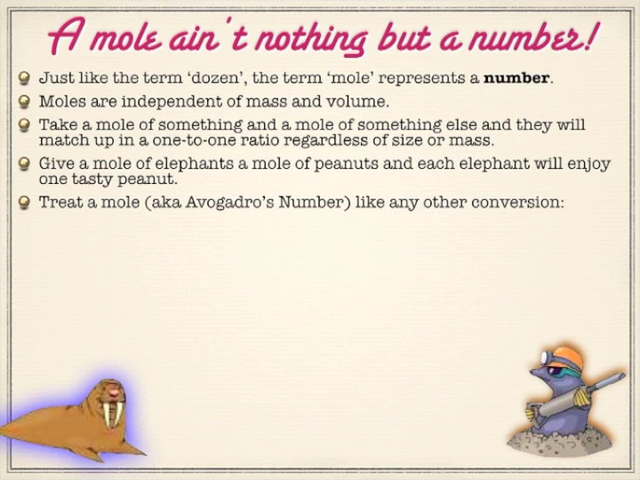 A mole ain't nothing but a number!
Just like the term ‘dozen’, the term ‘mole’ represents a number.
Moles are independent of mass and volume.
Take a mole of something and a mole of something else and they will
match up in a one-to-one ratio regardless of size or mass.
Give a mole of elephants a mole of peanuts and each elephant will enjoy
one tasty peanut.
Treat a mole (aka Avogadro’s Number) like any other conversion: